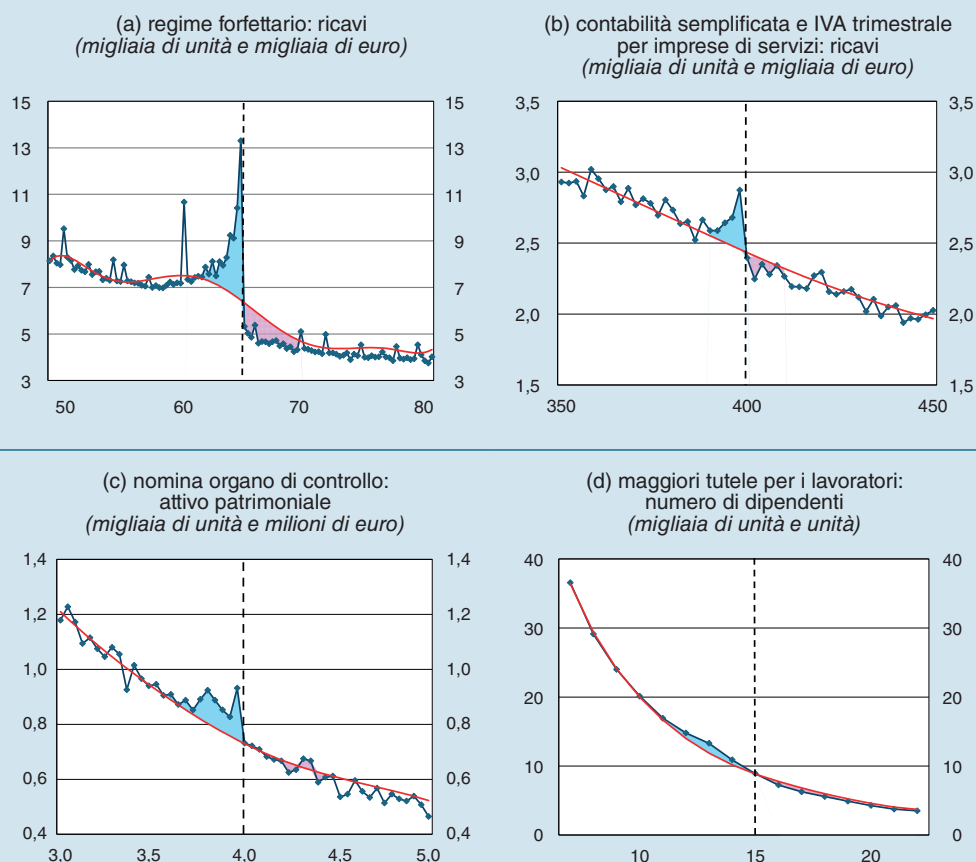 (a) regime forfettario: ricavi
(migliaia di unità e migliaia di euro)
15 15
13 13
11 11
9 9
7 7
5 5
3 3
50 60 70 80
(b) contabilità semplificata e IVA trimestrale
per imprese di servizi: ricavi
(migliaia di unità e migliaia di euro)
3,5 3,5
3,0 3,0
2,5 2,5
2,0 2,0
1,5 1,5
350 400 450
(c) nomina organo di controllo:
attivo patrimoniale
(migliaia di unità e milioni di euro)
1,4 1,4
1,2 1,2
1,0 1,0
0,8 0,8
0,6 0,6
0,4 0,4
3.0 3.5 4.0 5.0
(d) maggiori tutele per i lavoratori:
numero di dipendenti
(migliaia di unità e unità)
40 40
30 30
20 20
10 10
0 0
10 15 20